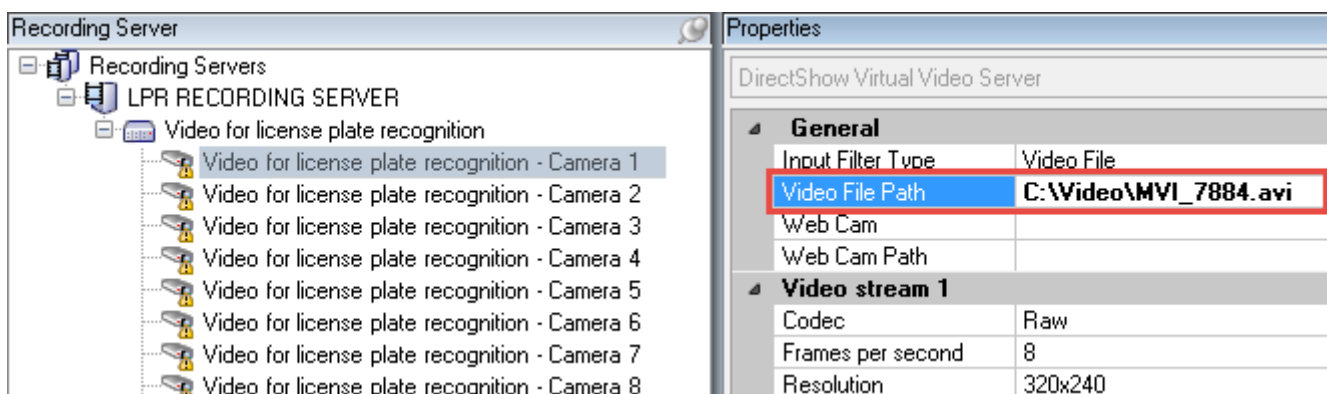 Recording Server
Recording Servers
LPR RECORDING SERVER
Video for license plate recognition
Video for license plate recognition - Camera 1
Video for license plate recognition - Camera 2
Video for license plate recognition - Camera 3
Video for license plate recognition - Camera 4
Video for license plate recognition - Camera 5
Video for license plate recognition - Camera 6
Video for license plate recognition - Camera 7
Video for license plate recognition - Camera 8
Properties
DirectShow Virtual Video Server
General
Input Filter Type Video File
Video File Path C:\Video\MVI_7884.avi
Web Cam
Web Cam Path
Video stream 1
Codec Raw
Frames per second 8
Resolution 320x240